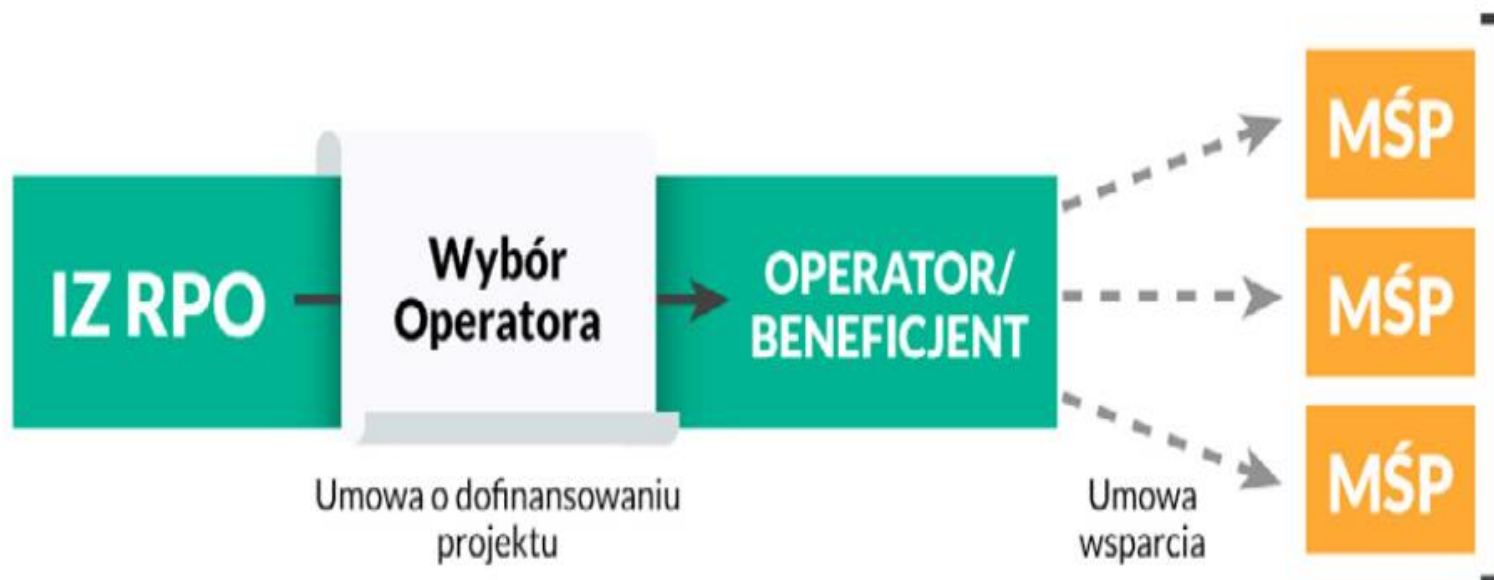 IZ RPO
Wybór
Operatora
OPERATOR/
BENEFICJENT
Umowa o dofinansowaniu
projektu
Umowa
wsparcia
MŚP
MŚP
MŚP